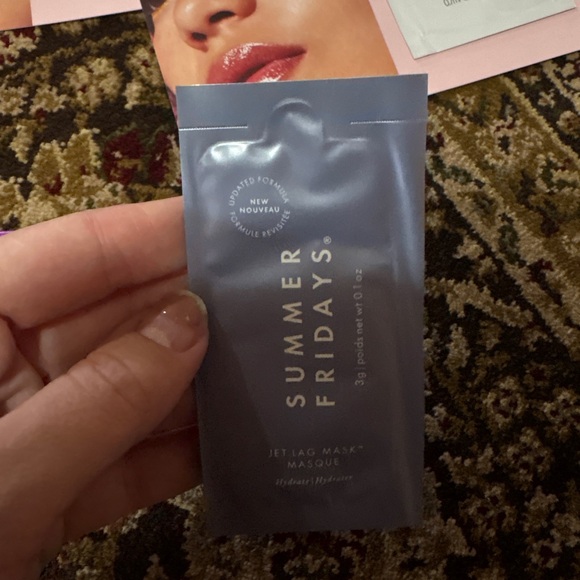 UPDATED FORMULA
NEW
NOUVEAU
FORMULE REVISITÉE
SUMMER
FRIDAYS®
3g | poids net wt 0.1 oz
JET LAG MASK™
MASQUE
Hydrate | Hydrater